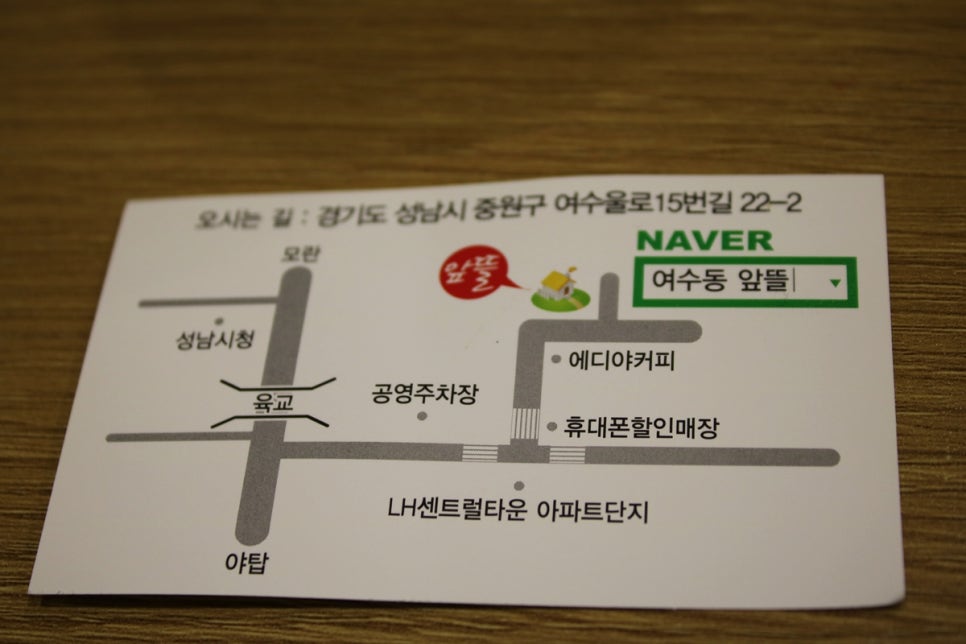 오시는 길 : 경기도 성남시 중원구 여수울로15번길 22-2
NAVER
여수동 앞뜰
모란
앞뜰
성남시청
에디야커피
육교
공영주차장
휴대폰할인매장
LH센트럴타운 아파트단지
야탑